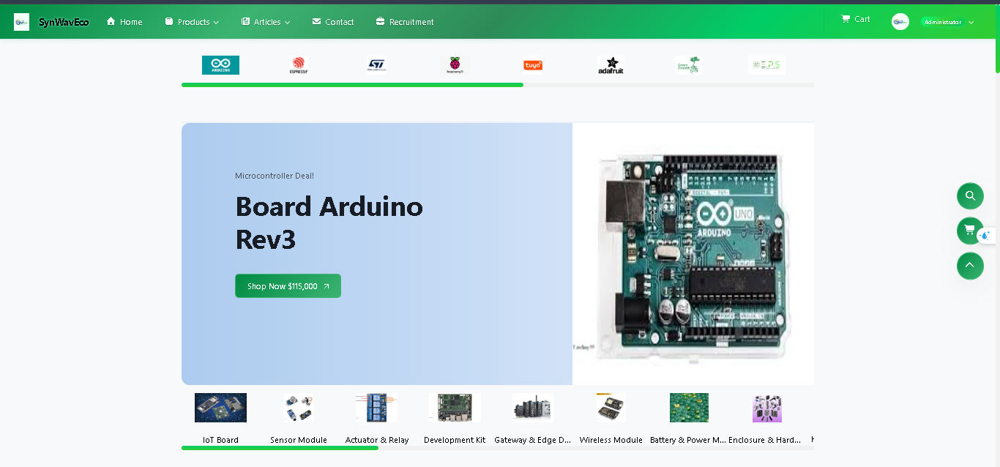 SynWavEco
Home
Products
Articles
Contact
Recruitment
Cart
Administrator
ARDUINO
ESPRESSIF
ST
Raspberry Pi
tuya
adafruit
E.P.S
Microcontroller Deal!
Board Arduino
Rev3
Shop Now $115,000
UNO
ARDUINO
IoT Board
Sensor Module
Actuator & Relay
Development Kit
Gateway & Edge D...
Wireless Module
Battery & Power M...
Enclosure & Hard...